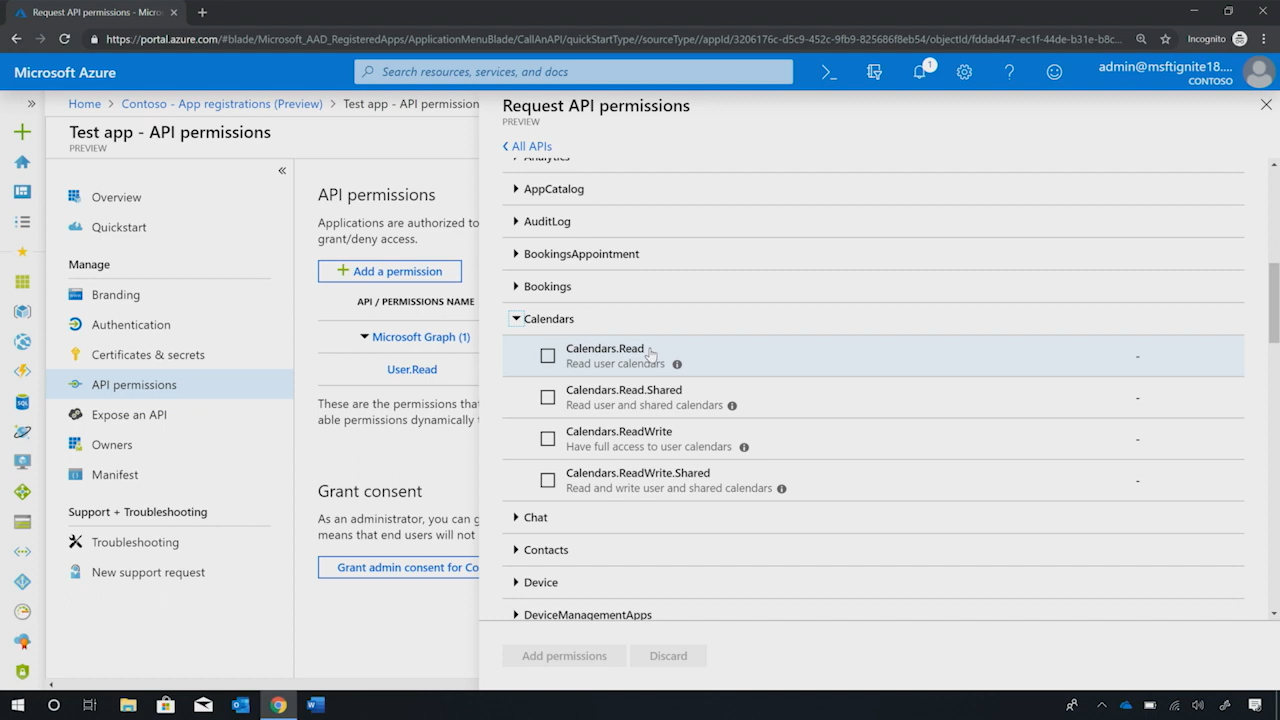 Request API permissions - Micros
https://portal.azure.com/#blade/Microsoft_AAD_RegisteredApps/ApplicationMenuBlade/CallAnAPI/quickStartType//sourceType//appId/3206176c-d5c9-452c-9fb9-825686f8eb54/objectId/fddad447-ec1f-44de-b31e-b8c...
Incognito
Microsoft Azure
Search resources, services, and docs
1
admin@msftignite18....
CONTOSO
Home > Contoso - App registrations (Preview) > Test app - API permission
Test app - API permissions
PREVIEW
Overview
Quickstart
Manage
Branding
Authentication
Certificates & secrets
API permissions
Expose an API
Owners
Manifest
Support + Troubleshooting
Troubleshooting
New support request
API permissions
Applications are authorized to
grant/deny access.
+ Add a permission
API / PERMISSIONS NAME
Microsoft Graph (1)
User.Read
These are the permissions tha
able permissions dynamically
Grant consent
As an administrator, you can g
means that end users will not
Grant admin consent for Co
Request API permissions
PREVIEW
< All APIs
Analytics
AppCatalog
AuditLog
BookingsAppointment
Bookings
Calendars
Calendars.Read
Read user calendars
-
Calendars.Read.Shared
Read user and shared calendars
-
Calendars.ReadWrite
Have full access to user calendars
-
Calendars.ReadWrite.Shared
Read and write user and shared calendars
-
Chat
Contacts
Device
DeviceManagementApps
Add permissions
Discard